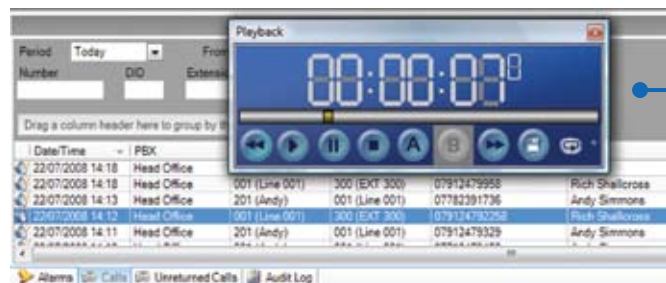 Playback
Period Today From
Number DID Extensio
00:00:07
A B
Drag a column header here to group by th
Date/Time PBX
22/07/2008 14:18 Head Office
22/07/2008 14:18 Head Office 001 (Line 001) 300 (EXT 300) 07912479958 Rich Shallcross
22/07/2008 14:13 Head Office 201 (Andy) 001 (Line 001) 07782391736 Andy Simmons
22/07/2008 14:12 Head Office 001 (Line 001) 300 (EXT 300) 079124792258 Rich Shallcross
22/07/2008 14:11 Head Office 201 (Andy) 001 (Line 001) 07912479329 Andy Simmons
Alarms Calls Unreturned Calls Audit Log